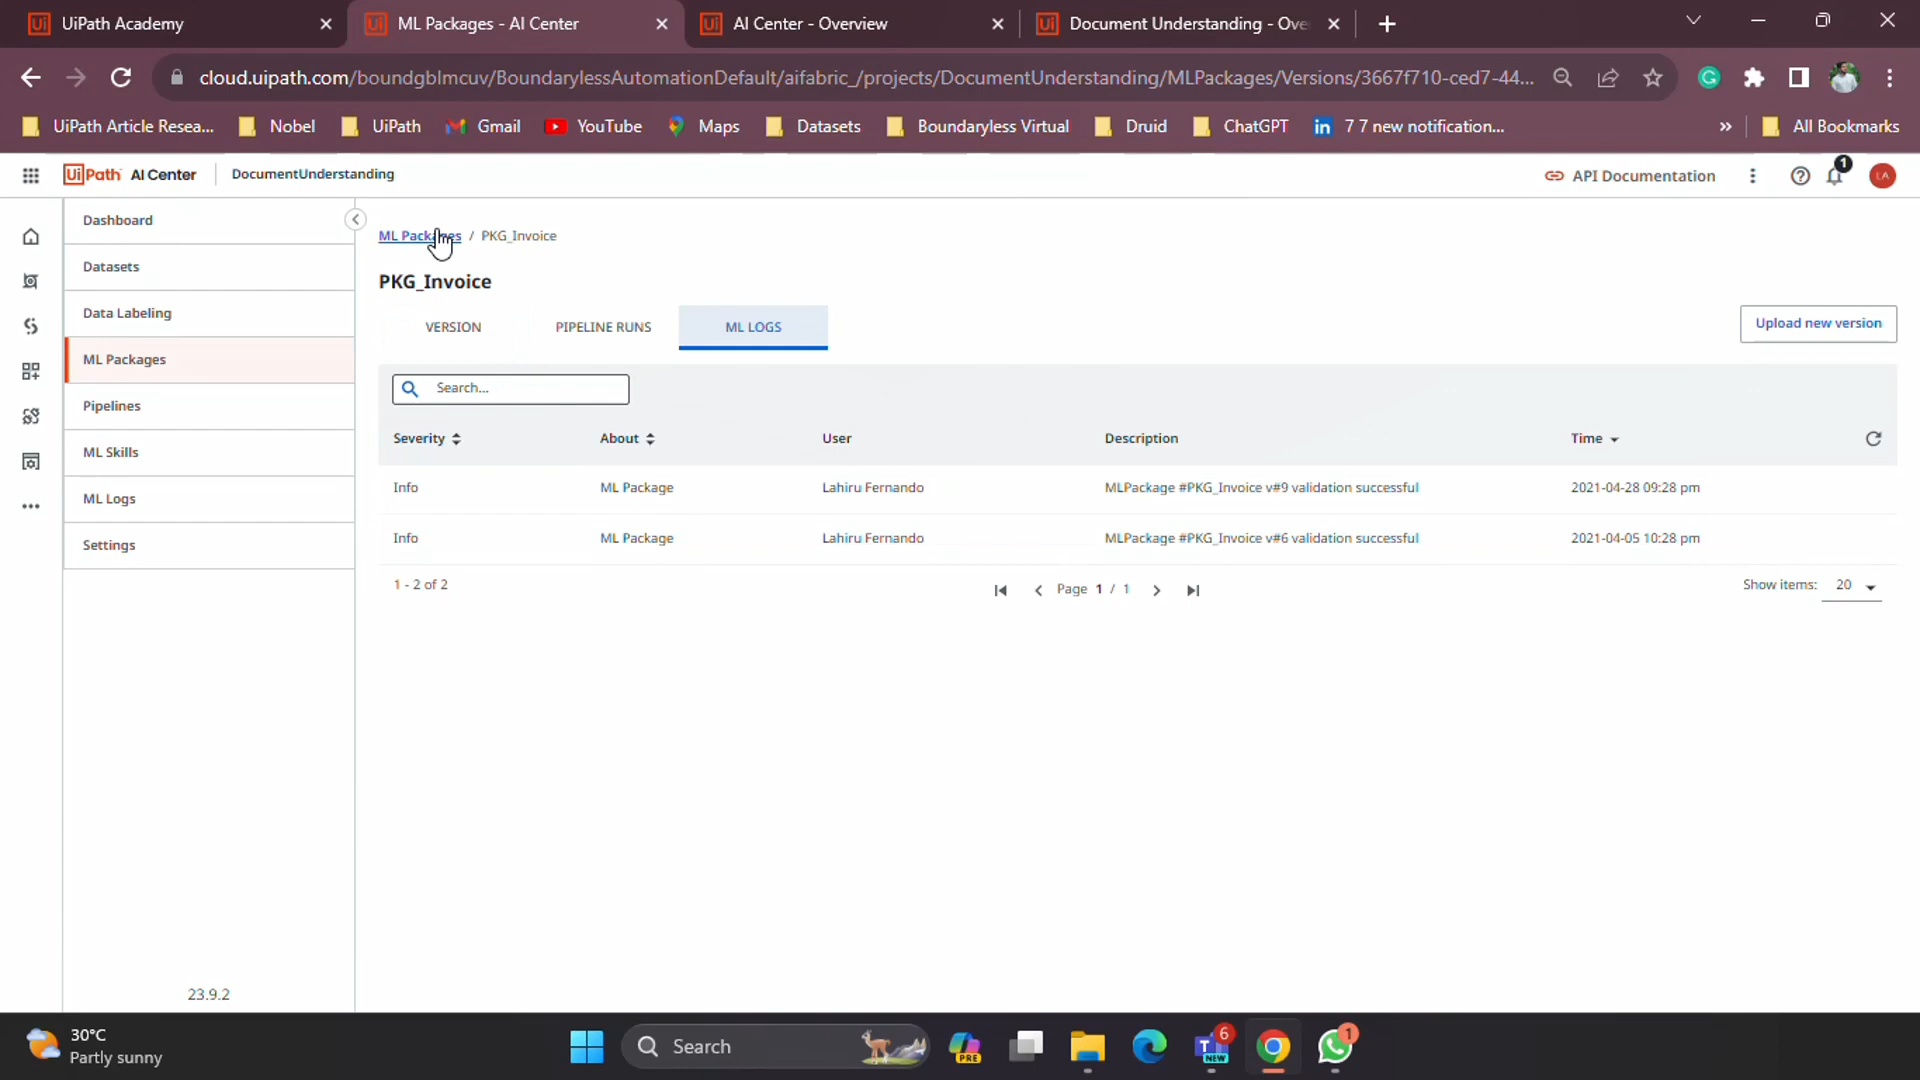 UiPath Academy
ML Packages - AI Center
AI Center - Overview
Document Understanding - Ove
cloud.uipath.com/boundgblmcuv/BoundarylessAutomationDefault/aifabric_/projects/DocumentUnderstanding/MLPackages/Versions/3667f710-ced7-44...
UiPath Article Resea...
Nobel
UiPath
Gmail
YouTube
Maps
Datasets
Boundaryless Virtual
Druid
ChatGPT
7 7 new notification...
»
All Bookmarks
UiPath AI Center
DocumentUnderstanding
API Documentation
1
LA
Dashboard
Datasets
Data Labeling
ML Packages
Pipelines
ML Skills
ML Logs
Settings
23.9.2
ML Packages / PKG_Invoice
PKG_Invoice
VERSION
PIPELINE RUNS
ML LOGS
Upload new version
Search...
Severity About User Description Time
Info ML Package Lahiru Fernando MLPackage #PKG_Invoice v#9 validation successful 2021-04-28 09:28 pm
Info ML Package Lahiru Fernando MLPackage #PKG_Invoice v#6 validation successful 2021-04-05 10:28 pm
1 - 2 of 2
Page 1 / 1
Show items: 20
30°C
Partly sunny
Search
PRE
NEW
6
1